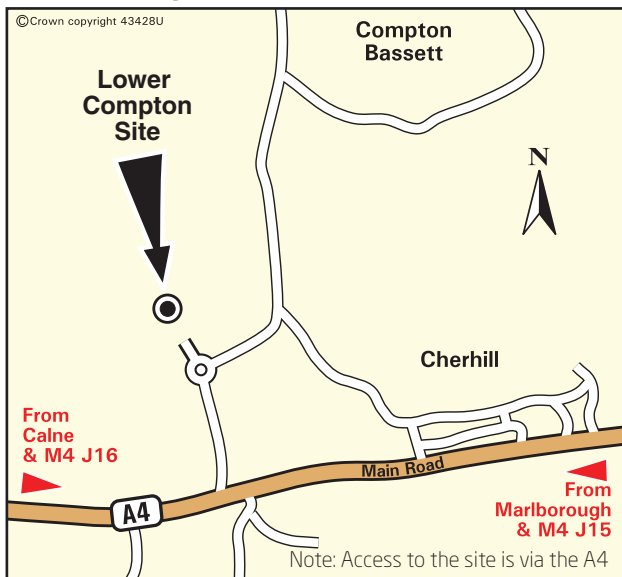 ©Crown copyright 43428U
Compton
Bassett
Lower
Compton
Site
N
Cherhill
From
Calne
& M4 J16
Main Road
A4
From
Marlborough
& M4 J15
Note: Access to the site is via the A4